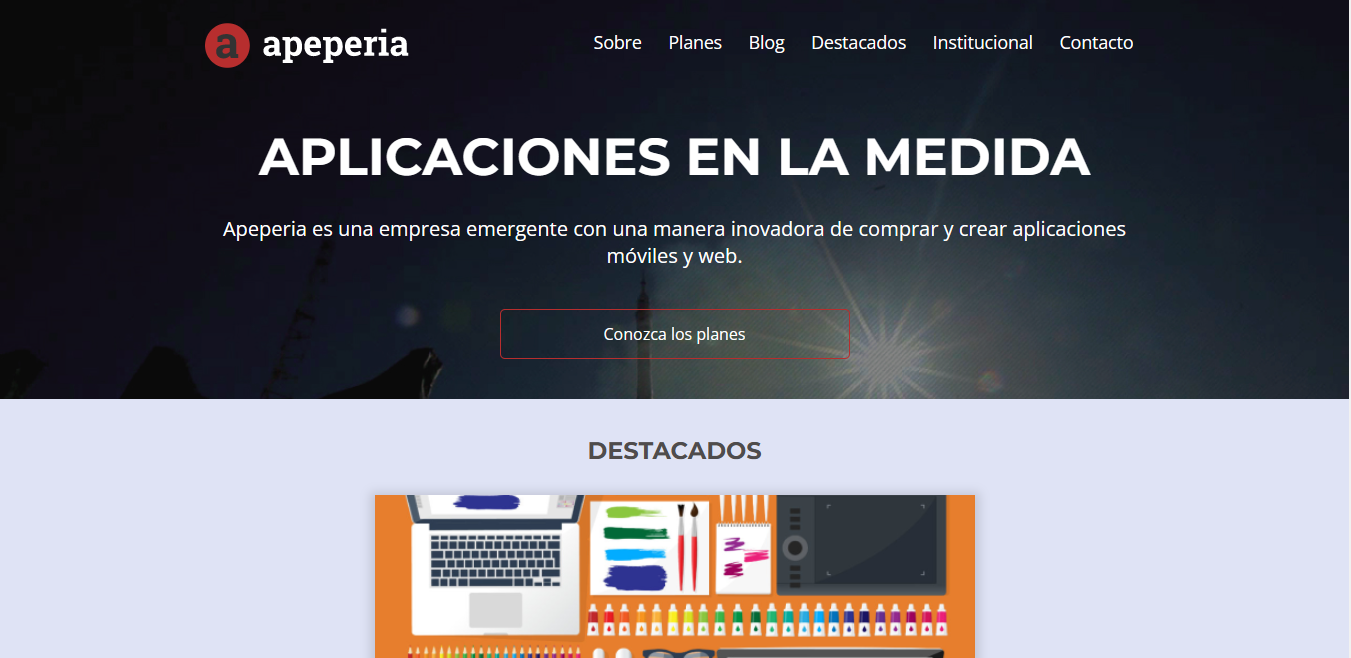 a apeperia
Sobre Planes Blog Destacados Institucional Contacto
APLICACIONES EN LA MEDIDA
Apeperia es una empresa emergente con una manera inovadora de comprar y crear aplicaciones
móviles y web.
Conozca los planes
DESTACADOS